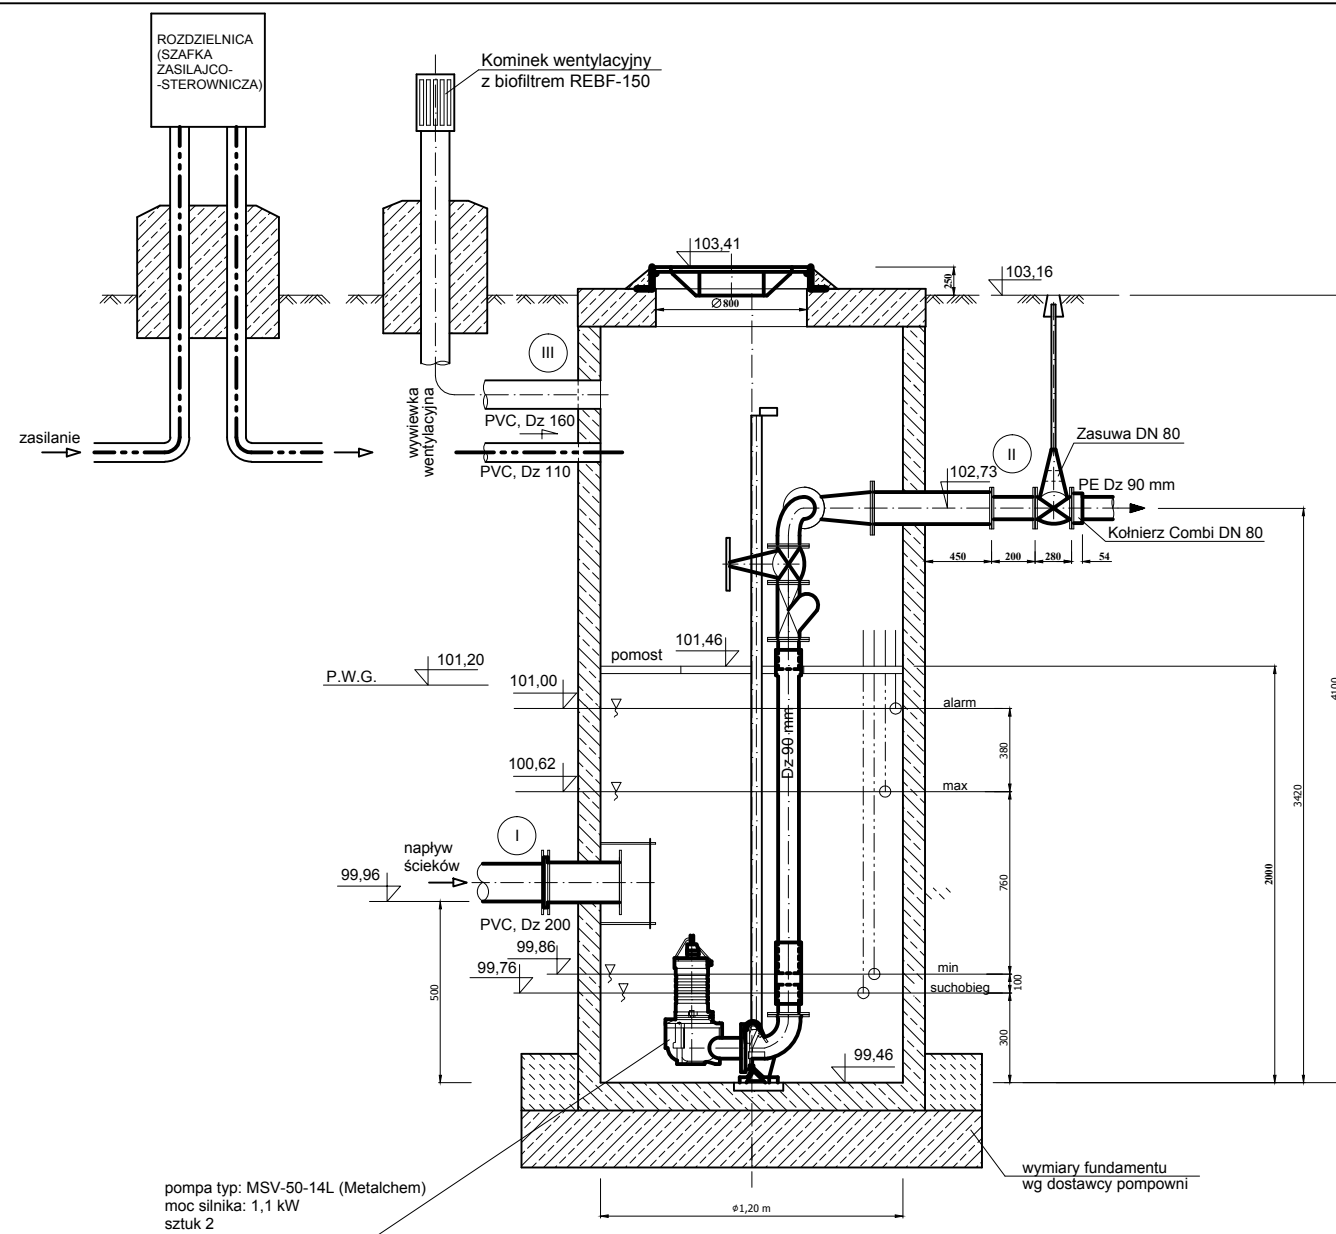 ROZDZIELNICA
(SZAFKA
ZASILAJCO-
-STEROWNICZA)
Kominek wentylacyjny
z biofiltrem REBF-150
103,41
250
103,16
Ø 800
III
wywiewka
wentylacyjna
PVC, Dz 160
zasilanie
PVC, Dz 110
II
Zasuwa DN 80
102,73
PE Dz 90 mm
Kołnierz Combi DN 80
450
200
280
54
101,46
pomost
101,20
P.W.G.
101,00
alarm
4100
Dz 90 mm
380
100,62
max
3420
I
napływ
ścieków
99,96
760
2000
PVC, Dz 200
99,86
min
99,76
suchobieg
100
500
300
99,46
wymiary fundamentu
wg dostawcy pompowni
pompa typ: MSV-50-14L (Metalchem)
moc silnika: 1,1 kW
sztuk 2
ø1,20 m